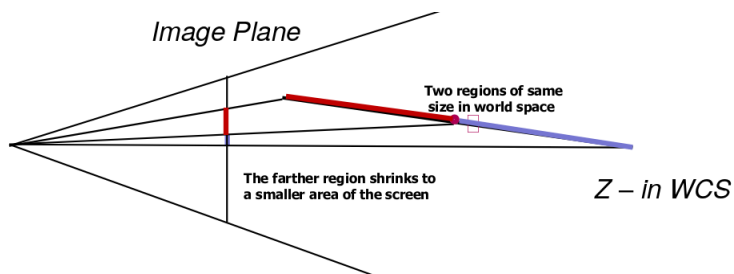 Image Plane
Two regions of same
size in world space
The farther region shrinks to
a smaller area of the screen
Z – in WCS